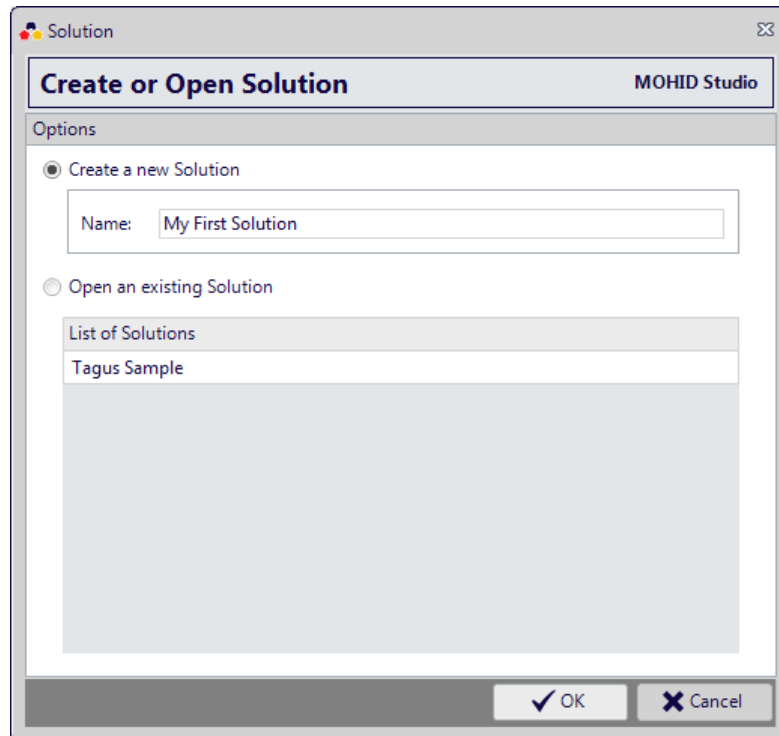 Solution
Create or Open Solution MOHID Studio
Options
Create a new Solution
Name: My First Solution
Open an existing Solution
List of Solutions
Tagus Sample
OK Cancel